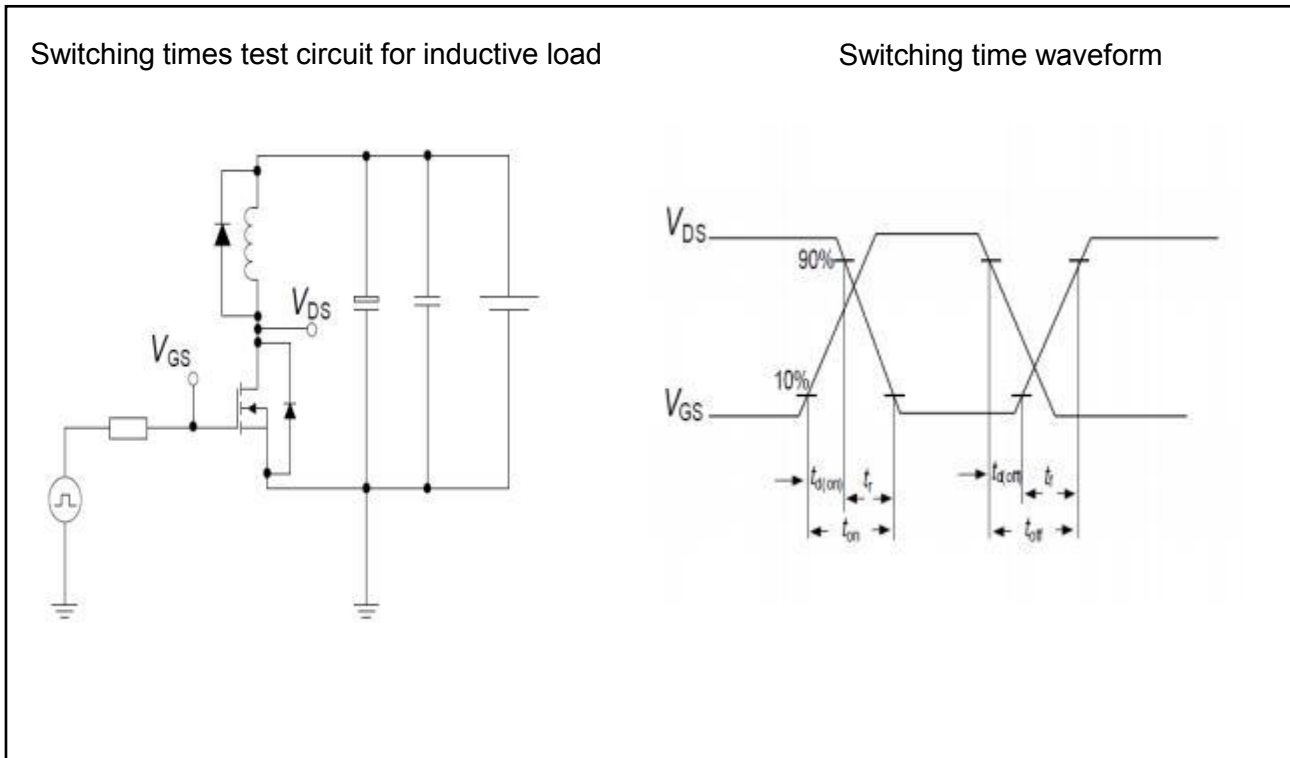 Switching times test circuit for inductive load
Switching time waveform
VDS
VGS
VDS
90%
10%
VGS
td(on) tr
td(off) tf
ton
toff